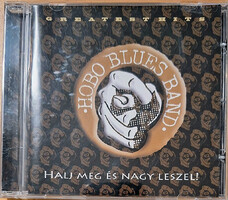 GREATEST HITS
HOBO BLUES BAND
HALJ MEG ÉS NAGY LESZEL!